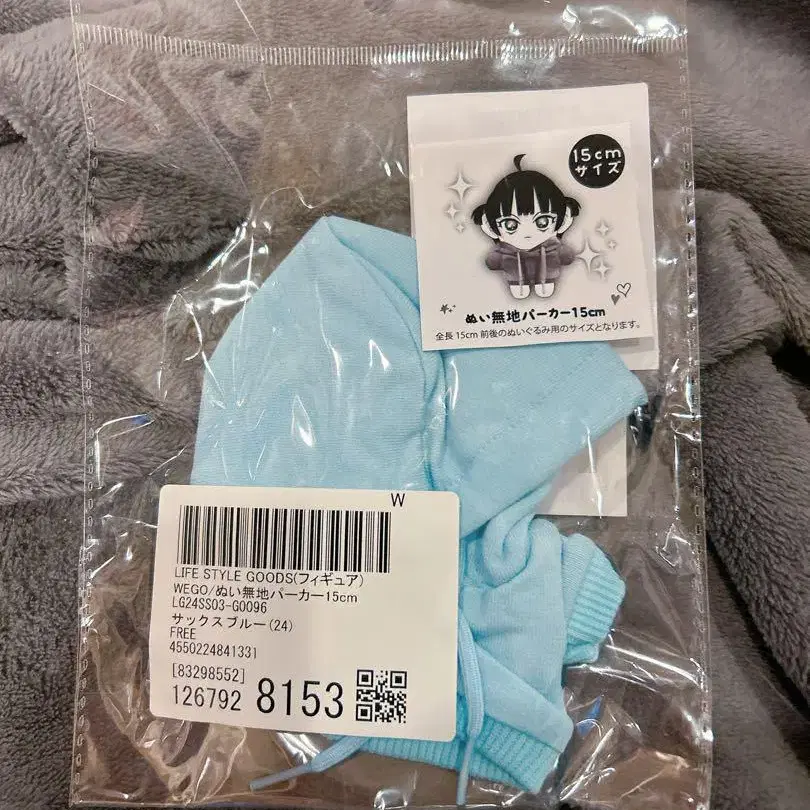 15cm
サイズ
ぬい無地パーカー15cm
全長15cm前後のぬいぐるみ用のサイズとなります。
W
LIFE STYLE GOODS(フィギュア)
WEGO/ぬい無地パーカー15cm
LG24SS03-G0096
サックスブルー(24)
FREE
4550224841331
[83298552]
126792 8153